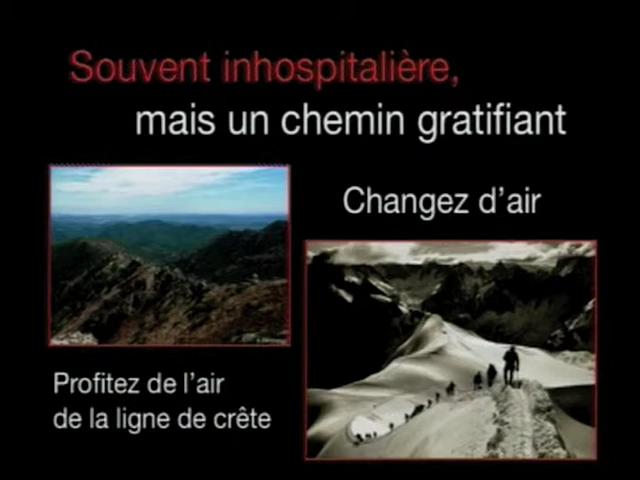 Souvent inhospitalière,
mais un chemin gratifiant
Changez d'air
Profitez de l'air
de la ligne de crête